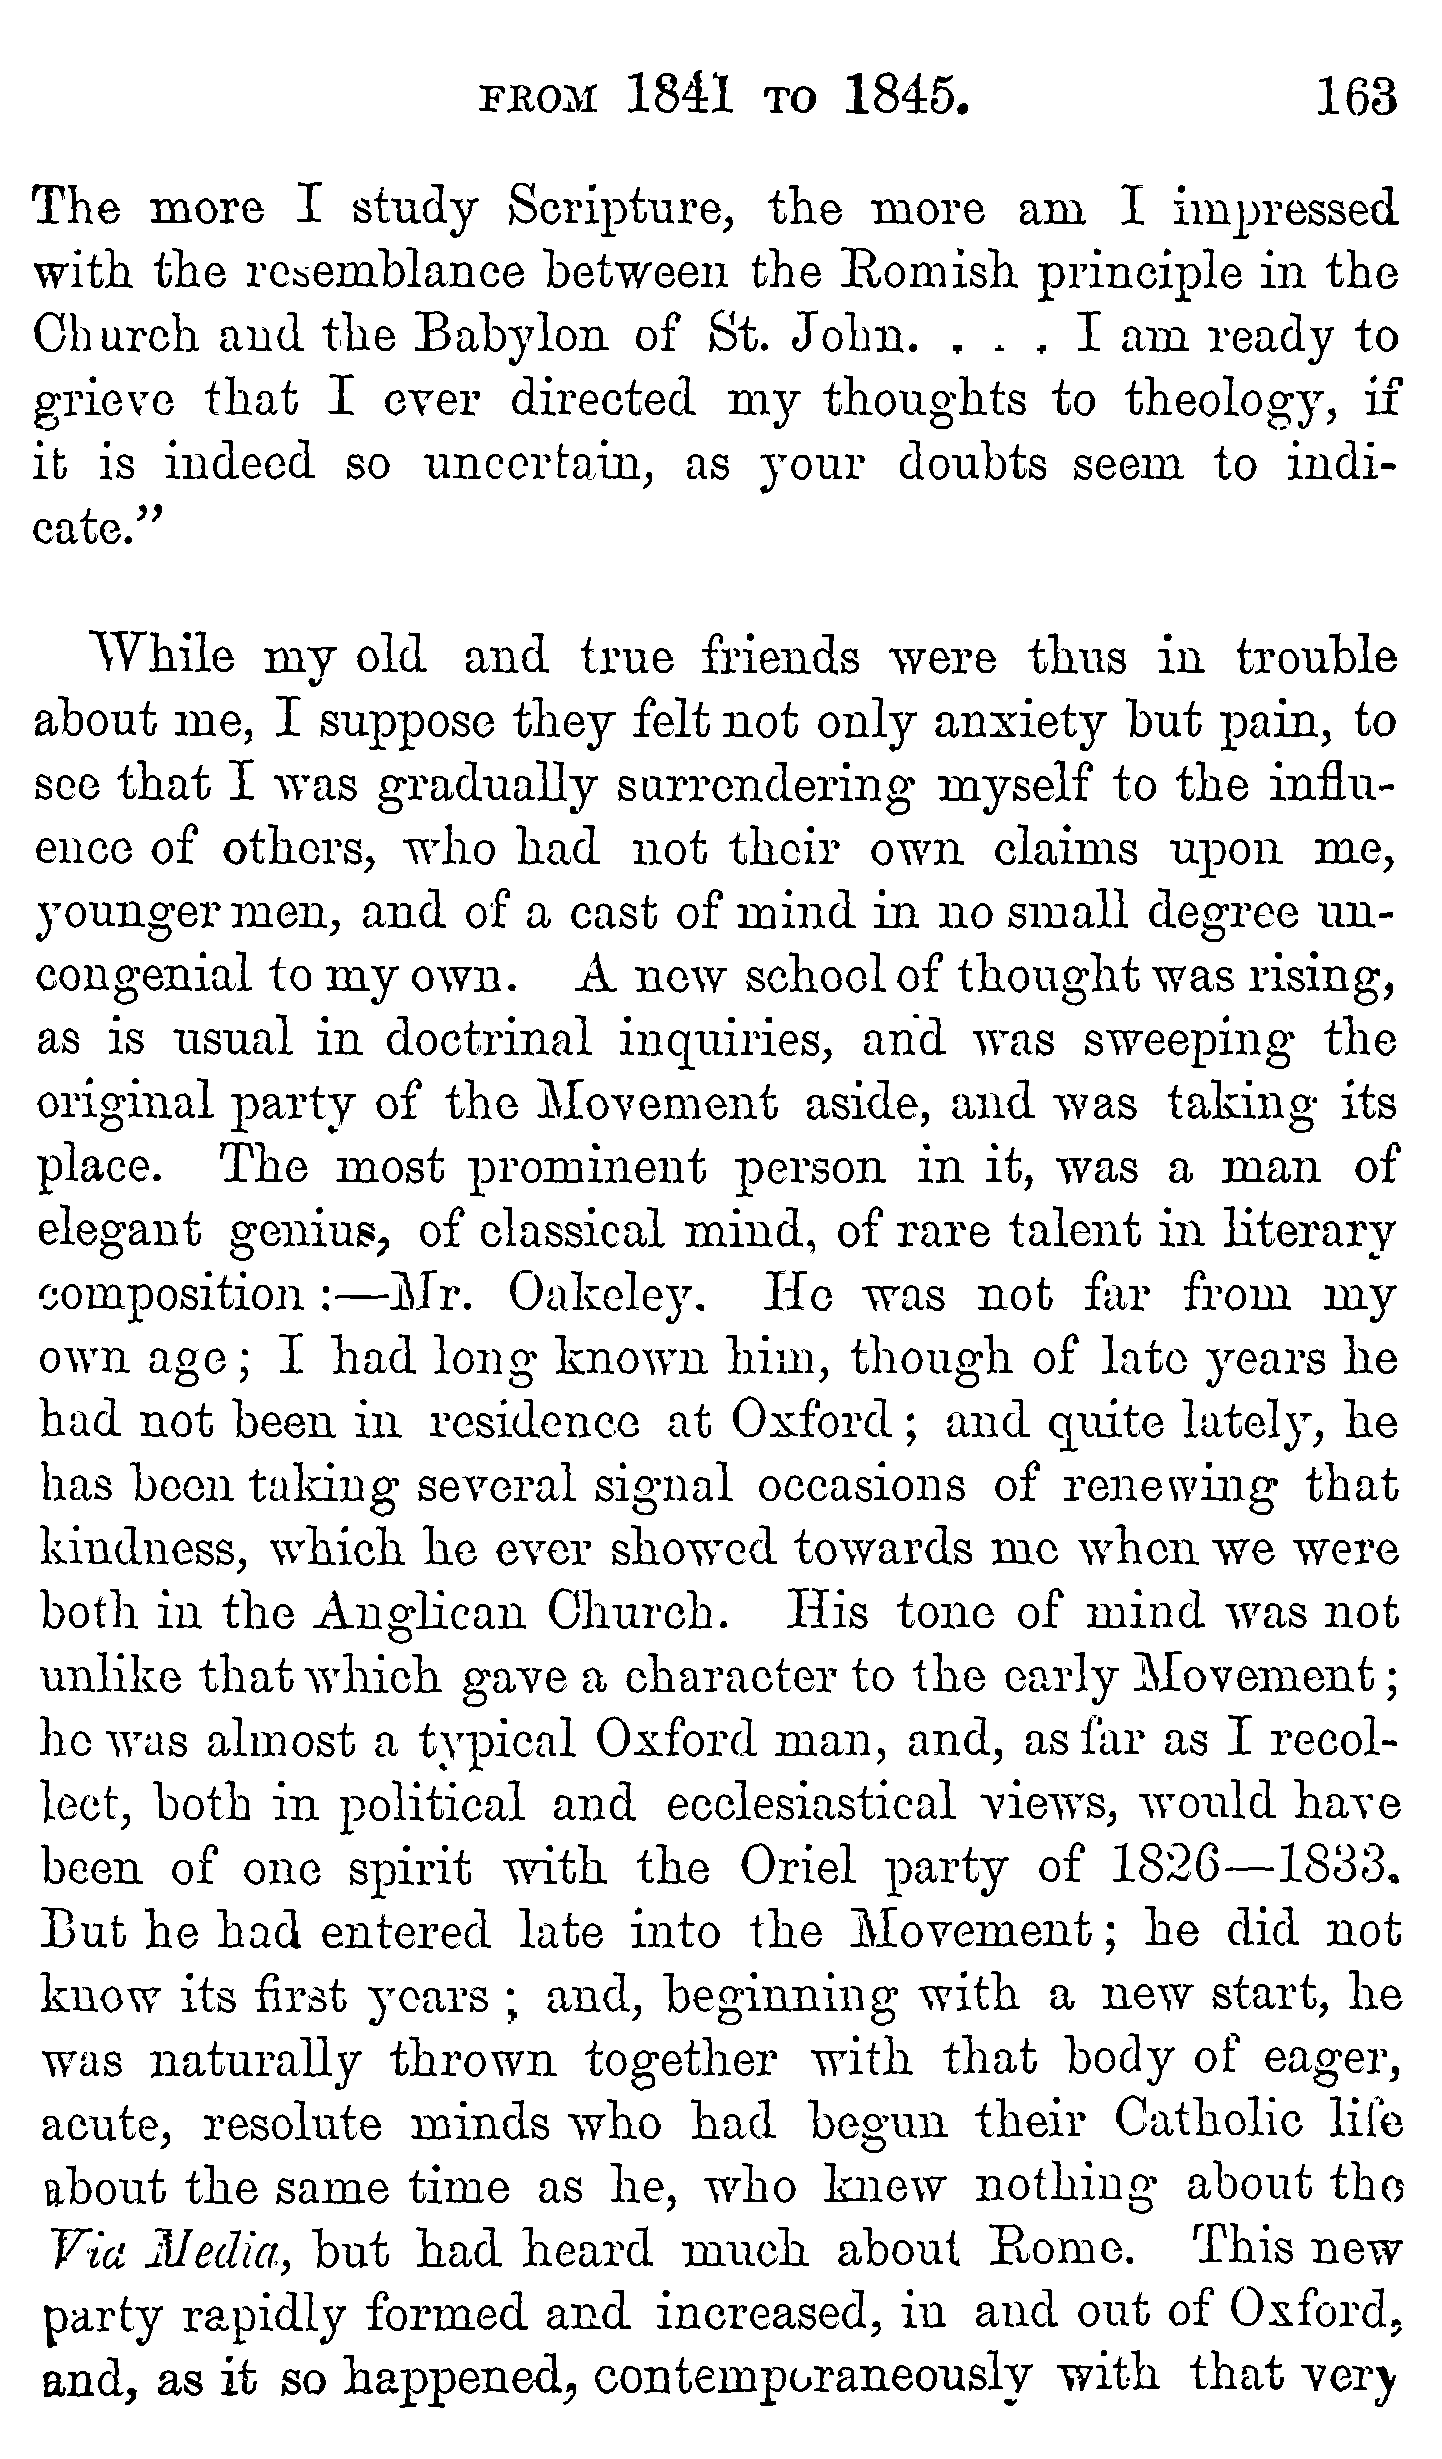 FROM 1841 TO 1845. 163
The more I study Scripture, the more am I impressed
with the resemblance between the Romish principle in the
Church and the Babylon of St. John. . . . I am ready to
grieve that I ever directed my thoughts to theology, if
it is indeed so uncertain, as your doubts seem to indi-
cate.”
While my old and true friends were thus in trouble
about me, I suppose they felt not only anxiety but pain, to
see that I was gradually surrendering myself to the influ-
ence of others, who had not their own claims upon me,
younger men, and of a cast of mind in no small degree un-
congenial to my own. A new school of thought was rising,
as is usual in doctrinal inquiries, and was sweeping the
original party of the Movement aside, and was taking its
place. The most prominent person in it, was a man of
elegant genius, of classical mind, of rare talent in literary
composition :—Mr. Oakeley. He was not far from my
own age; I had long known him, though of late years he
had not been in residence at Oxford; and quite lately, he
has been taking several signal occasions of renewing that
kindness, which he ever showed towards me when we were
both in the Anglican Church. His tone of mind was not
unlike that which gave a character to the early Movement;
he was almost a typical Oxford man, and, as far as I recol-
lect, both in political and ecclesiastical views, would have
been of one spirit with the Oriel party of 1826—1833.
But he had entered late into the Movement; he did not
know its first years; and, beginning with a new start, he
was naturally thrown together with that body of eager,
acute, resolute minds who had begun their Catholic life
about the same time as he, who knew nothing about the
Via Media, but had heard much about Rome. This new
party rapidly formed and increased, in and out of Oxford,
and, as it so happened, contemporaneously with that very